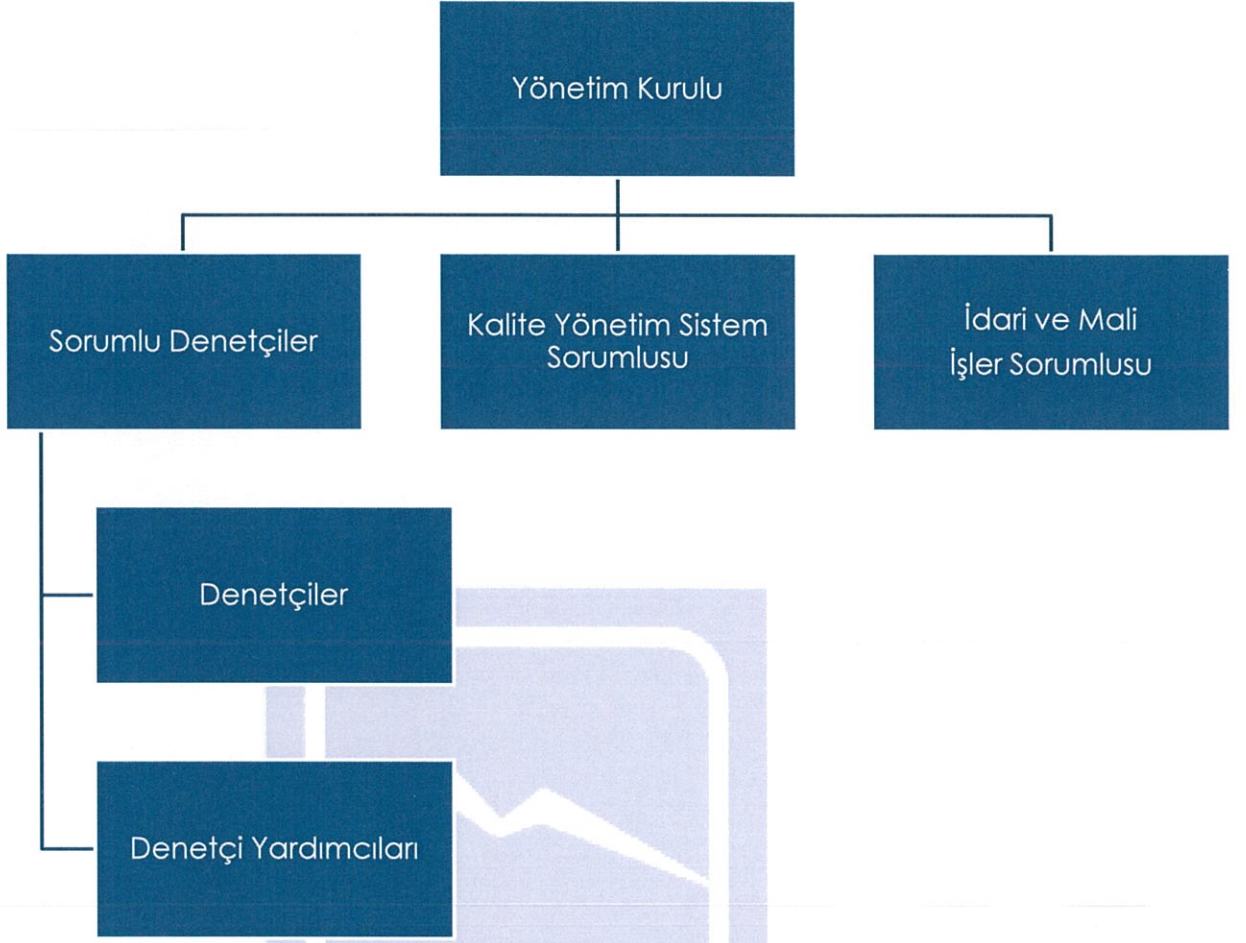 Yönetim Kurulu
Sorumlu Denetçiler
Kalite Yönetim Sistem
Sorumlusu
İdari ve Mali
İşler Sorumlusu
Denetçiler
Denetçi Yardımcıları